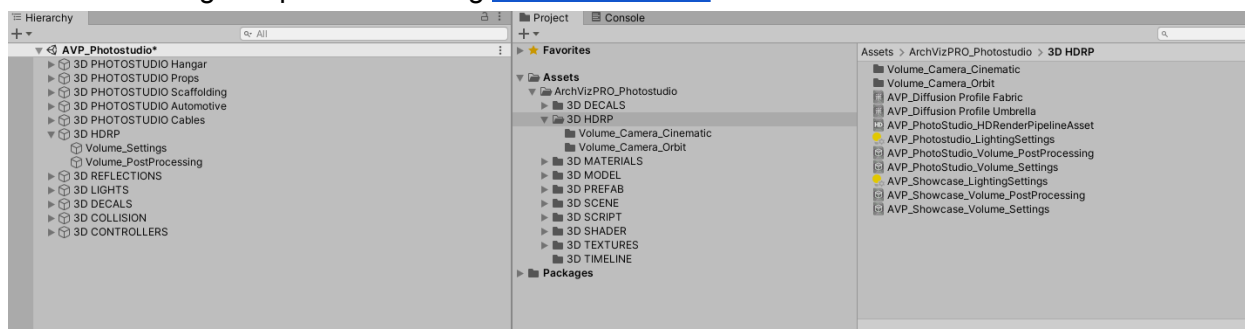 Hierarchy
All
AVP_Photostudio*
3D PHOTOSTUDIO Hangar
3D PHOTOSTUDIO Props
3D PHOTOSTUDIO Scaffolding
3D PHOTOSTUDIO Automotive
3D PHOTOSTUDIO Cables
3D HDRP
Volume_Settings
Volume_PostProcessing
3D REFLECTIONS
3D LIGHTS
3D DECALS
3D COLLISION
3D CONTROLLERS
Project Console
Favorites
Assets
ArchVizPRO_Photostudio
3D DECALS
3D HDRP
Volume_Camera_Cinematic
Volume_Camera_Orbit
3D MATERIALS
3D MODEL
3D PREFAB
3D SCENE
3D SCRIPT
3D SHADER
3D TEXTURES
3D TIMELINE
Packages
Assets > ArchVizPRO_Photostudio > 3D HDRP
Volume_Camera_Cinematic
Volume_Camera_Orbit
AVP_Diffusion Profile Fabric
AVP_Diffusion Profile Umbrella
AVP_PhotoStudio_HDRenderPipelineAsset
AVP_Photostudio_LightingSettings
AVP_PhotoStudio_Volume_PostProcessing
AVP_PhotoStudio_Volume_Settings
AVP_Showcase_LightingSettings
AVP_Showcase_Volume_PostProcessing
AVP_Showcase_Volume_Settings